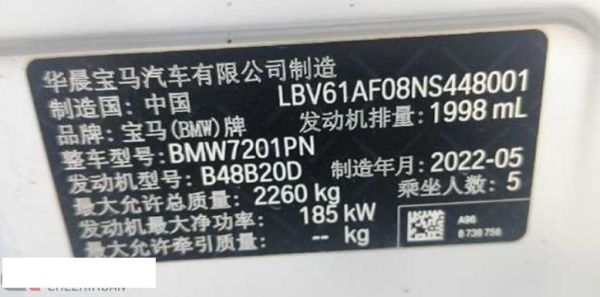 华晨宝马汽车有限公司制造
制造国: 中国 LBV61AF08NS448001
品牌: 宝马(BMW)牌 发动机排量: 1998 mL
整车型号: BMW7201PN
发动机型号: B48B20D 制造年月: 2022-05
最大允许总质量: 2260 kg 乘坐人数: 5
发动机最大净功率: 185 kW
最大允许牵引质量: -- kg
A96
8 738 756